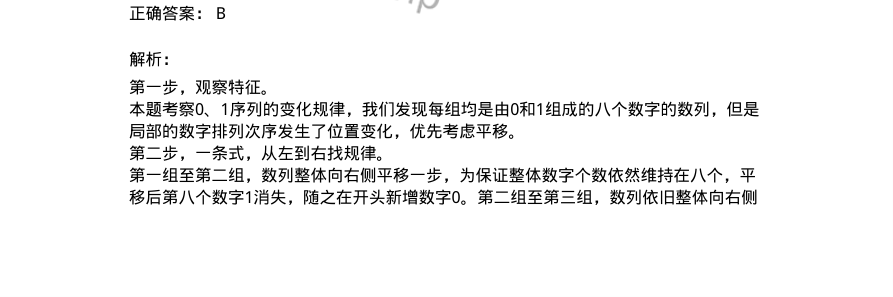 正确答案： B
解析：
第一步，观察特征。
本题考察0、1序列的变化规律，我们发现每组均是由0和1组成的八个数字的数列，但是
局部的数字排列次序发生了位置变化，优先考虑平移。
第二步，一条式，从左到右找规律。
第一组至第二组，数列整体向右侧平移一步，为保证整体数字个数依然维持在八个，平
移后第八个数字1消失，随之在开头新增数字0。第二组至第三组，数列依旧整体向右侧